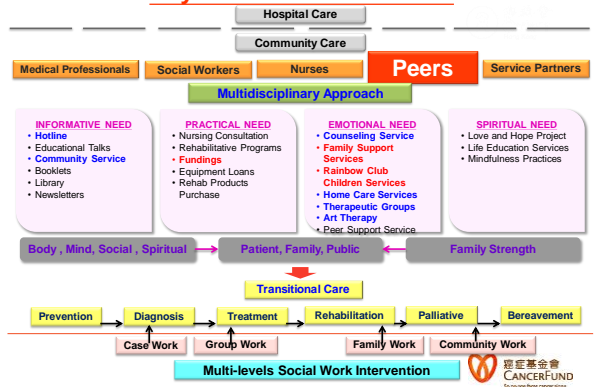 Hospital Care
Community Care
Medical Professionals
Social Workers
Nurses
Peers
Service Partners
Multidisciplinary Approach
INFORMATIVE NEED
• Hotline
• Educational Talks
• Community Service
• Booklets
• Library
• Newsletters
PRACTICAL NEED
• Nursing Consultation
• Rehabilitative Programs
• Fundings
• Equipment Loans
• Rehab Products
Purchase
EMOTIONAL NEED
• Counseling Service
• Family Support
Services
• Rainbow Club
Children Services
• Home Care Services
• Therapeutic Groups
• Art Therapy
• Peer Support Service
SPIRITUAL NEED
• Love and Hope Project
• Life Education Services
• Mindfulness Practices
Body , Mind, Social , Spiritual
Patient, Family, Public
Family Strength
Transitional Care
Prevention
Diagnosis
Treatment
Rehabilitation
Palliative
Bereavement
Case Work
Group Work
Family Work
Community Work
Multi-levels Social Work Intervention
癌症基金會
CANCERFUND